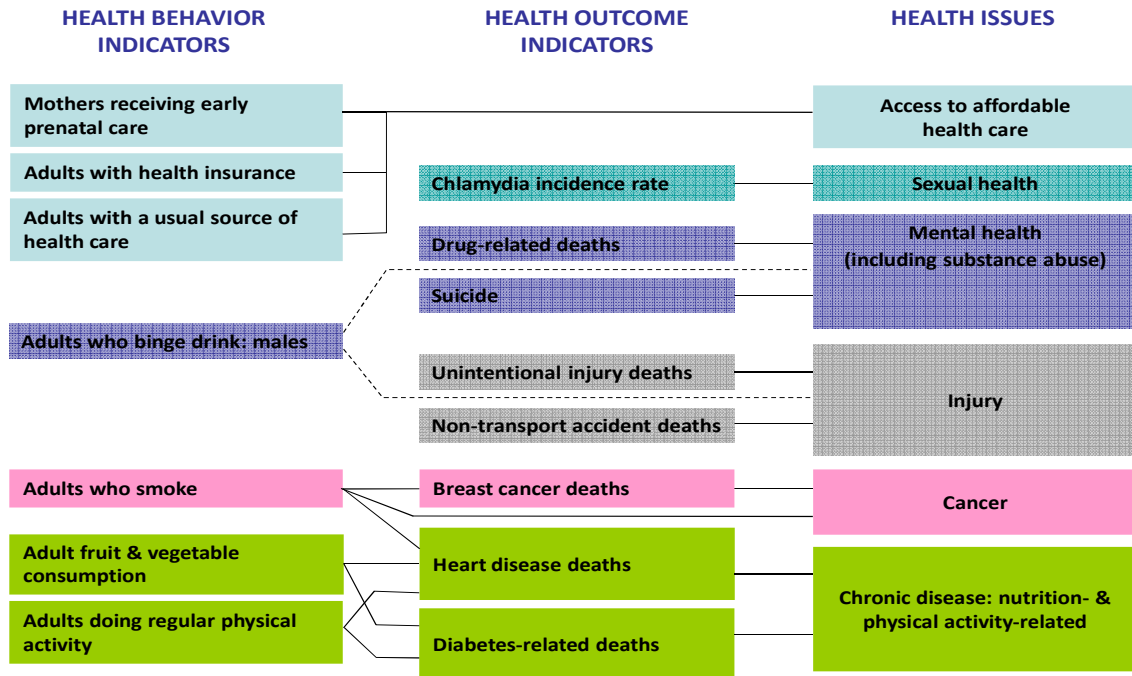 HEALTH BEHAVIOR
INDICATORS
HEALTH OUTCOME
INDICATORS
HEALTH ISSUES
Mothers receiving early
prenatal care
Adults with health insurance
Adults with a usual source of
health care
Adults who binge drink: males
Adults who smoke
Adult fruit & vegetable
consumption
Adults doing regular physical
activity
Chlamydia incidence rate
Drug-related deaths
Suicide
Unintentional injury deaths
Non-transport accident deaths
Breast cancer deaths
Heart disease deaths
Diabetes-related deaths
Access to affordable
health care
Sexual health
Mental health
(including substance abuse)
Injury
Cancer
Chronic disease: nutrition- &
physical activity-related